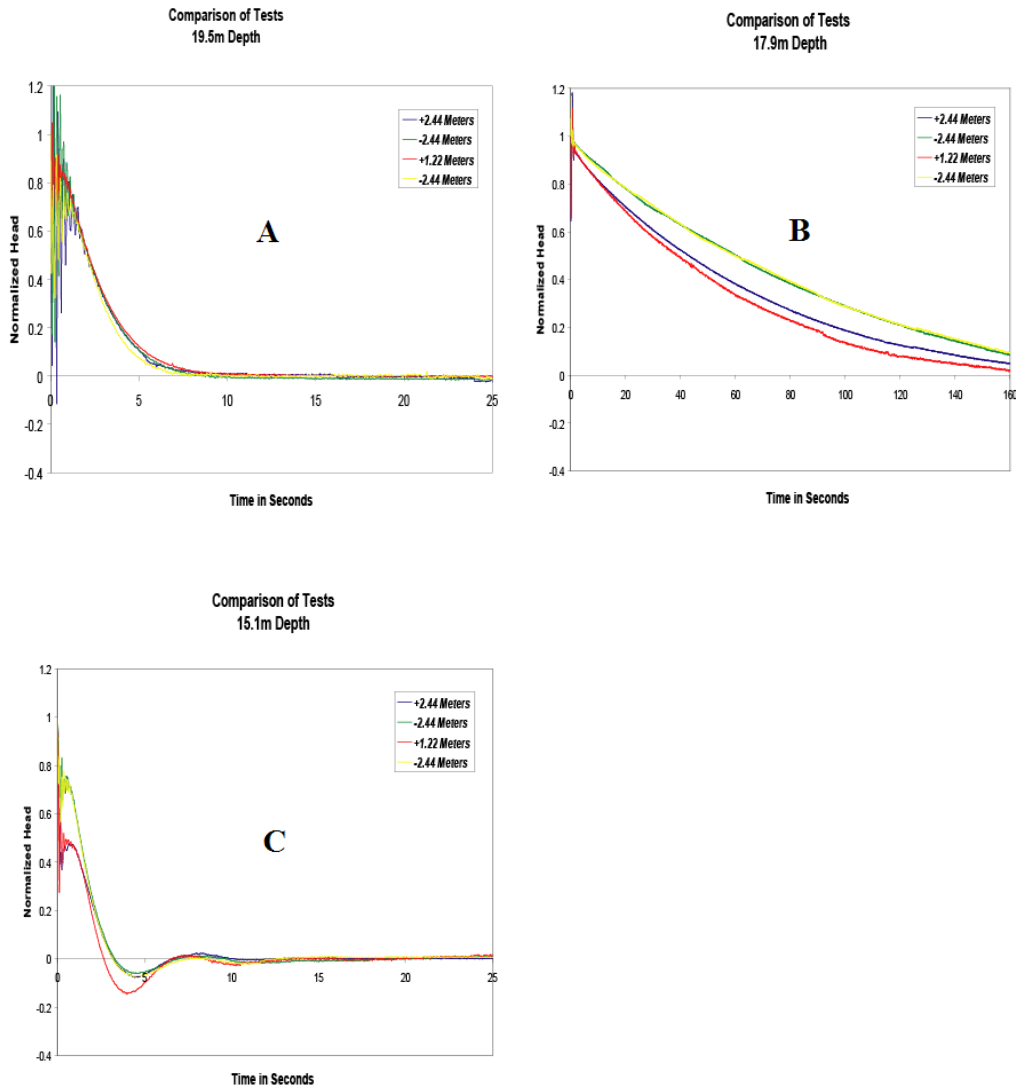 Comparison of Tests
19.5m Depth
1.2
1
0.8
0.6
0.4
0.2
0
-0.2
-0.4
0
5
10
15
20
25
Normalized Head
Time in Seconds
+2.44 Meters
-2.44 Meters
+1.22 Meters
-2.44 Meters
A
Comparison of Tests
17.9m Depth
1.2
1
0.8
0.6
0.4
0.2
0
-0.2
-0.4
0
20
40
60
80
100
120
140
160
Normalized Head
Time in Seconds
+2.44 Meters
-2.44 Meters
+1.22 Meters
-2.44 Meters
B
Comparison of Tests
15.1m Depth
1.2
1
0.8
0.6
0.4
0.2
0
-0.2
-0.4
0
5
10
15
20
25
Normalized Head
Time in Seconds
+2.44 Meters
-2.44 Meters
+1.22 Meters
-2.44 Meters
C